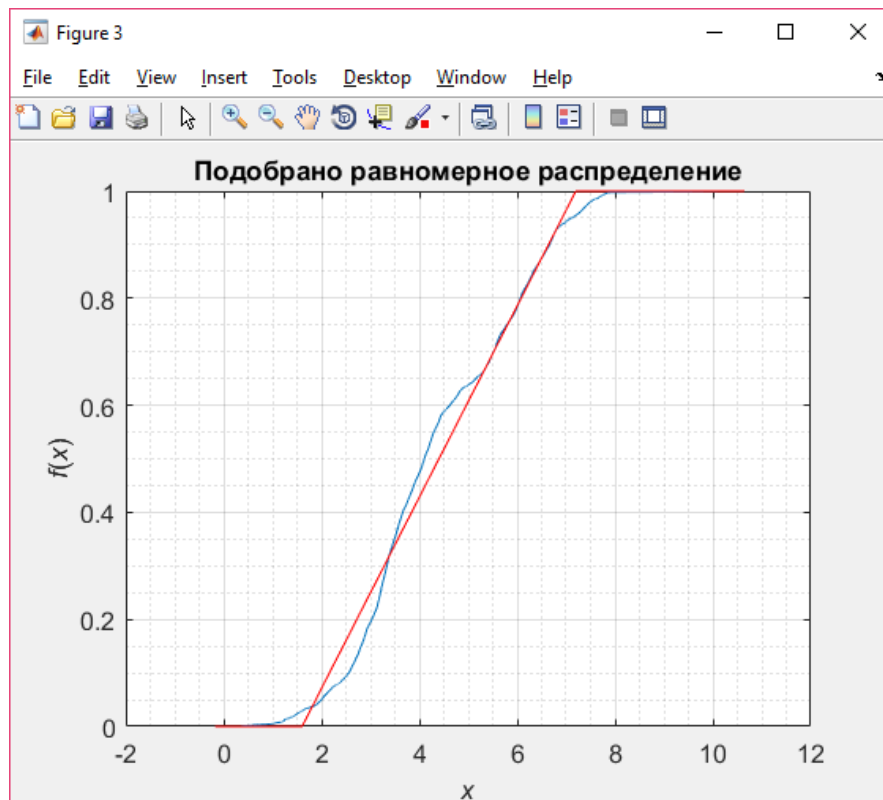 Figure 3
File Edit View Insert Tools Desktop Window Help
Подобрано равномерное распределение
1
0.8
0.6
0.4
0.2
0
f(x)
-2 0 2 4 6 8 10 12
x